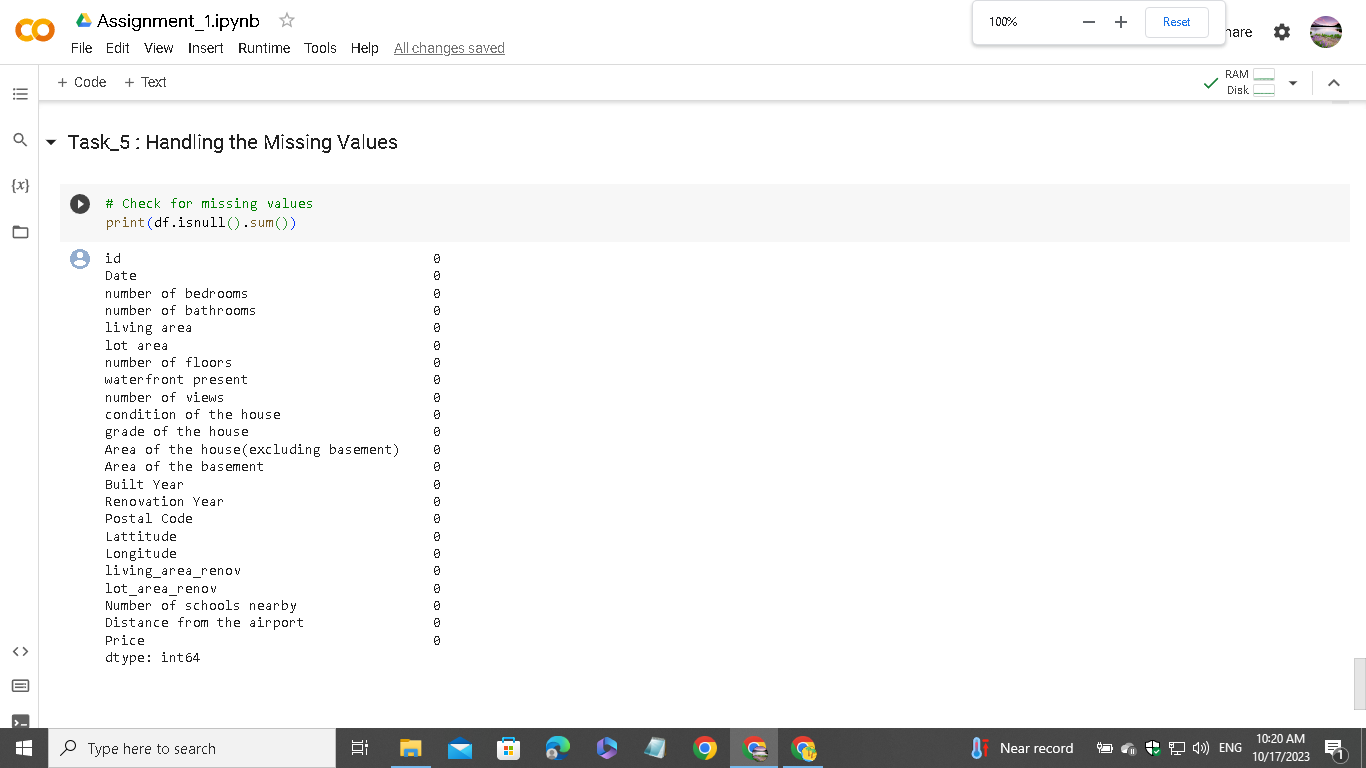 Assignment_1.ipynb
100%
Reset
hare
File Edit View Insert Runtime Tools Help All changes saved
+ Code + Text
RAM
Disk
Task_5 : Handling the Missing Values
{x}
# Check for missing values
print(df.isnull().sum())
id 0
Date 0
number of bedrooms 0
number of bathrooms 0
living area 0
lot area 0
number of floors 0
waterfront present 0
number of views 0
condition of the house 0
grade of the house 0
Area of the house(excluding basement) 0
Area of the basement 0
Built Year 0
Renovation Year 0
Postal Code 0
Lattitude 0
Longitude 0
living_area_renov 0
lot_area_renov 0
Number of schools nearby 0
Distance from the airport 0
Price 0
dtype: int64
Type here to search
Near record
ENG
10:20 AM
10/17/2023
1